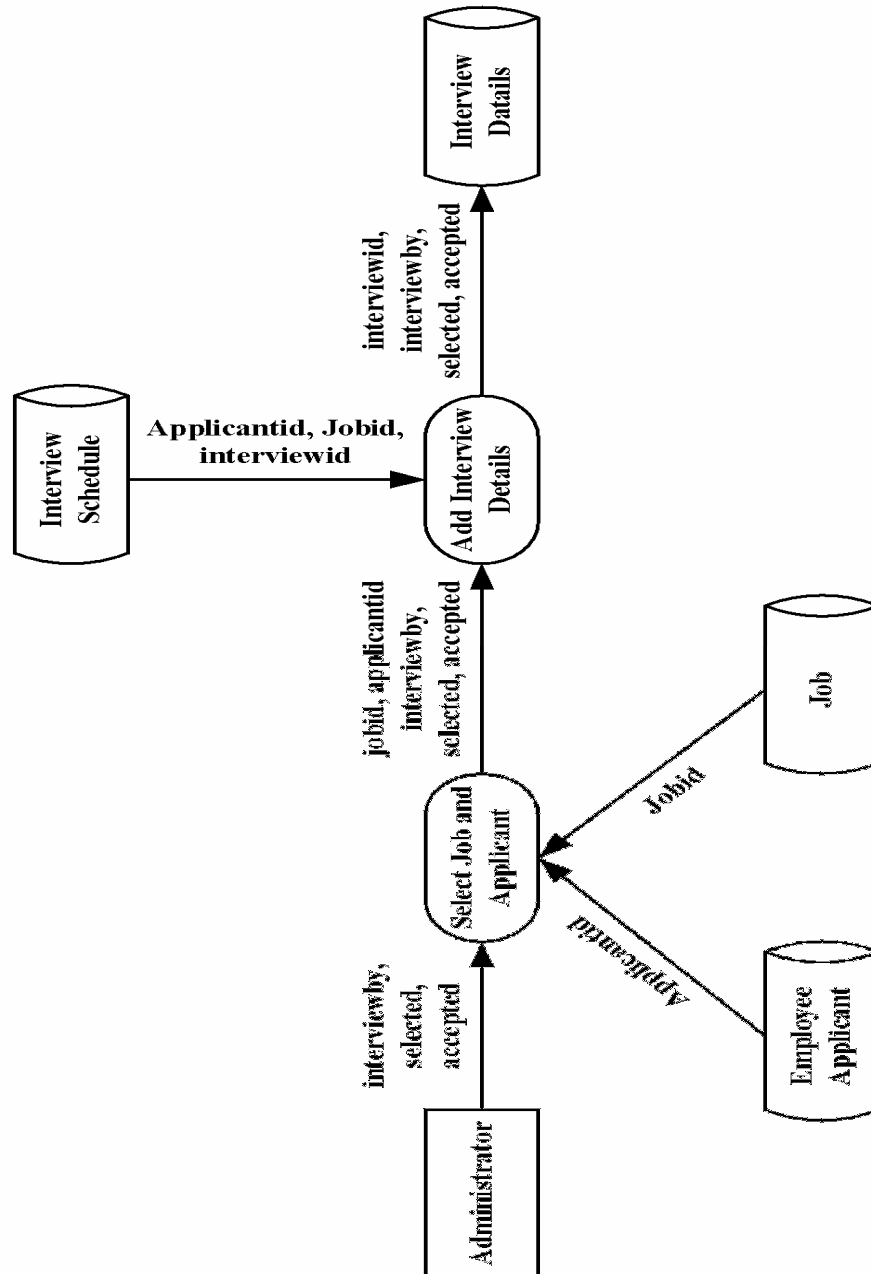 Interview
Schedule
Applicantid, Jobid,
interviewid
Administrator
interviewby,
selected,
accepted
Select Job and
Applicant
jobid, applicantid
interviewby,
selected, accepted
Add Interview
Details
interviewid,
interviewby,
selected, accepted
Interview
Datails
Applicantid
Jobid
Employee
Applicant
Job